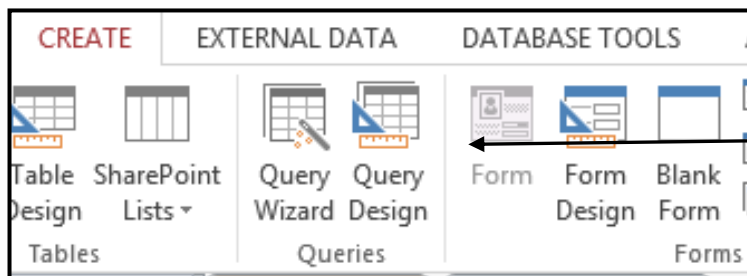 CREATE EXTERNAL DATA DATABASE TOOLS
Table SharePoint Query Query Form Form Blank
Design Lists Wizard Design Design Form
Tables Queries Forms